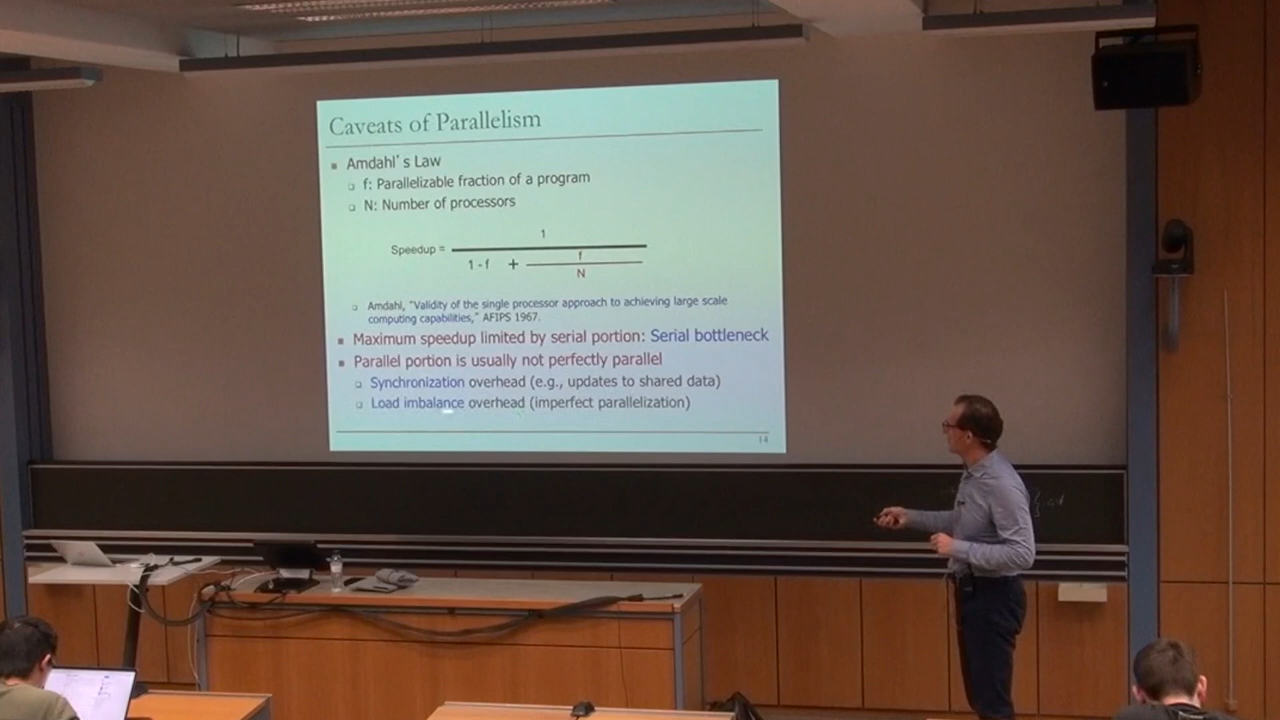 Caveats of Parallelism
Amdahl's Law
f: Parallelizable fraction of a program
N: Number of processors
1
Speedup =
1 - f + f
N
Amdahl, "Validity of the single processor approach to achieving large scale
computing capabilities," AFIPS 1967.
Maximum speedup limited by serial portion: Serial bottleneck
Parallel portion is usually not perfectly parallel
Synchronization overhead (e.g., updates to shared data)
Load imbalance overhead (imperfect parallelization)
14